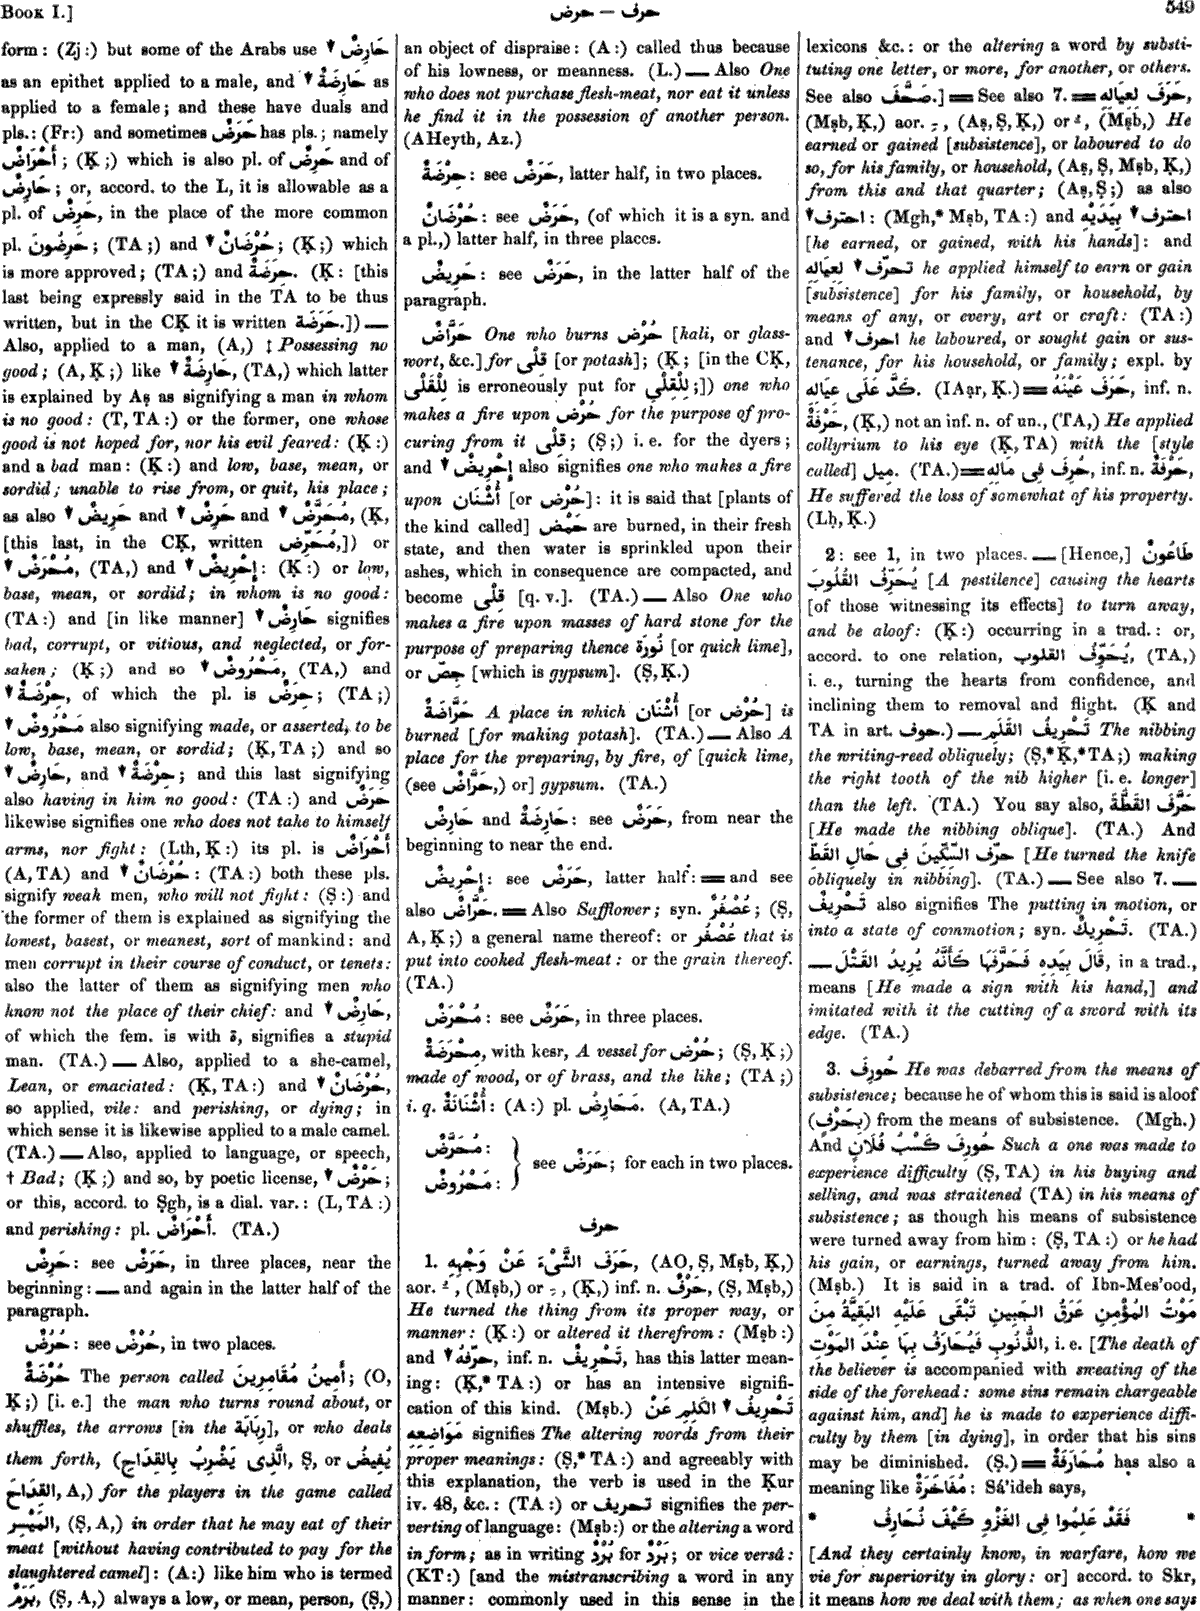 BOOK I.]
حرف — حرض
549
form: (Zj:) but some of the Arabs use ▾ حَارِضٌ
as an epithet applied to a male, and ▾ حَارِضَةٌ as
applied to a female; and these have duals and
pls.: (Fr:) and sometimes حَرَضٌ has pls.; namely
أَحْرَاضٌ; (Ḳ;) which is also pl. of حَرِضٌ and of
حَارِضٌ; or, accord. to the L, it is allowable as a
pl. of حَرِضٌ, in the place of the more common
pl. حَرِضُونَ; (TA;) and ▾ حُرْضَانٌ; (Ḳ;) which
is more approved; (TA;) and حَرِضَةٌ. (Ḳ: [this
last being expressly said in the TA to be thus
written, but in the CḲ it is written حَرَضَة.]) —
Also, applied to a man, (A,) ‡ Possessing no
good; (A, Ḳ;) like ▾ حَارِضَةٌ, (TA,) which latter
is explained by Aṣ as signifying a man in whom
is no good: (T, TA:) or the former, one whose
good is not hoped for, nor his evil feared: (Ḳ:)
and a bad man: (Ḳ:) and low, base, mean, or
sordid; unable to rise from, or quit, his place;
as also ▾ حَرِيضٌ and ▾ حَرِضٌ and ▾ مُحَرَّضٌ, (Ḳ,
[this last, in the CḲ, written مُحَرِّض,]) or
▾ مُحْرَضٌ, (TA,) and ▾ إِحْرِيضٌ: (Ḳ:) or low,
base, mean, or sordid; in whom is no good:
(TA:) and [in like manner] ▾ حَارِضٌ signifies
bad, corrupt, or vitious, and neglected, or for-
saken; (Ḳ;) and so ▾ مَحْرُوضٌ, (TA,) and
▾ حِرْضَةٌ, of which the pl. is حِرَضٌ; (TA;)
▾ مَحْرُوضٌ also signifying made, or asserted, to be
low, base, mean, or sordid; (Ḳ, TA;) and so
▾ حَارِضٌ, and ▾ حِرْضَةٌ; and this last signifying
also having in him no good: (TA:) and حَرَضٌ
likewise signifies one who does not take to himself
arms, nor fight: (Lth, Ḳ:) its pl. is أَحْرَاضٌ
(A, TA) and ▾ حُرْضَانٌ: (TA:) both these pls.
signify weak men, who will not fight: (Ṣ:) and
the former of them is explained as signifying the
lowest, basest, or meanest, sort of mankind: and
men corrupt in their course of conduct, or tenets:
also the latter of them as signifying men who
know not the place of their chief: and ▾ حَارِضٌ,
of which the fem. is with ة, signifies a stupid
man. (TA.) — Also, applied to a she-camel,
Lean, or emaciated: (Ḳ, TA:) and ▾ حُرْضَانٌ,
so applied, vile: and perishing, or dying; in
which sense it is likewise applied to a male camel.
(TA.) — Also, applied to language, or speech,
† Bad; (Ḳ;) and so, by poetic license, ▾ حَرْضٌ;
or this, accord. to Ṣgh, is a dial. var.: (L, TA:)
and perishing: pl. أَحْرَاضٌ. (TA.)
حَرِضٌ: see حَرَضٌ, in three places, near the
beginning: — and again in the latter half of the
paragraph.
حُرُضٌ: see حُرْضٌ, in two places.
حُرْضَةٌ The person called أَمِينُ مُقَامِرِينَ; (O,
Ḳ;) [i. e.] the man who turns round about, or
shuffles, the arrows [in the رِبَابَة], or who deals
them forth, (الَّذِى يَضْرِبُ بِالقِدَاحِ, Ṣ, or يُفِيضُ
القِدَاحَ, A,) for the players in the game called
المَيْسِر, (Ṣ, A,) in order that he may eat of their
meat [without having contributed to pay for the
slaughtered camel]: (A:) like him who is termed
بَرَمٌ, (Ṣ, A,) always a low, or mean, person, (Ṣ,)
an object of dispraise: (A:) called thus because
of his lowness, or meanness. (L.) — Also One
who does not purchase flesh-meat, nor eat it unless
he find it in the possession of another person.
(AHeyth, Az.)
حِرْضَةٌ: see حَرَضٌ, latter half, in two places.
حُرْضَانٌ: see حَرَضٌ, (of which it is a syn. and
a pl.,) latter half, in three places.
حَرِيضٌ: see حَرَضٌ, in the latter half of the
paragraph.
حَرَّاضٌ One who burns حُرْض [kali, or glass-
wort, &c.] for قِلْى [or potash]; (Ḳ; [in the CḲ,
لِلْقَلْىِ is erroneously put for لِلْقِلْىِ;]) one who
makes a fire upon حُرْض for the purpose of pro-
curing from it قِلْى; (Ṣ;) i. e. for the dyers;
and ▾ إِحْرِيضٌ also signifies one who makes a fire
upon أُشْنَان [or حُرْض]: it is said that [plants of
the kind called] حَمْض are burned, in their fresh
state, and then water is sprinkled upon their
ashes, which in consequence are compacted, and
become قِلْى [q. v.]. (TA.) — Also One who
makes a fire upon masses of hard stone for the
purpose of preparing thence نُورَة [or quick lime],
or جِصّ [which is gypsum]. (Ṣ, Ḳ.)
حَرَّاضَةٌ A place in which أُشْنَان [or حُرْض] is
burned [for making potash]. (TA.) — Also A
place for the preparing, by fire, of [quick lime,
(see حَرَّاضٌ,) or] gypsum. (TA.)
حَارِضٌ and حَارِضَةٌ: see حَرَضٌ, from near the
beginning to near the end.
إِحْرِيضٌ: see حَرَضٌ, latter half: ══ and see
also حَرَّاضٌ. ══ Also Safflower; syn. عُصْفُرٌ; (Ṣ,
A, Ḳ;) a general name thereof: or عُصْفُر that is
put into cooked flesh-meat: or the grain thereof.
(TA.)
مُحْرَضٌ: see حَرَضٌ, in three places.
مِحْرَضَةٌ, with kesr, A vessel for حُرْض; (Ṣ, Ḳ;)
made of wood, or of brass, and the like; (TA;)
i. q. أُشْنَانَةٌ: (A:) pl. مَحَارِضُ. (A, TA.)
مُحَرَّضٌ:
مَحْرُوضٌ:
see حَرَضٌ; for each in two places.
حرف
1. حَرَفَ الشَّىْءَ عَنْ وَجْهِهِ, (AO, Ṣ, Mṣb, Ḳ,)
aor. ـُ, (Mṣb,) or ـِ, (Ḳ,) inf. n. حَرْفٌ, (Ṣ, Mṣb,)
He turned the thing from its proper way, or
manner: (Ḳ:) or altered it therefrom: (Mṣb:)
and ▾ حَرَّفَهُ, inf. n. تَحْرِيفٌ, has this latter mean-
ing: (Ḳ,* TA:) or has an intensive signifi-
cation of this kind. (Mṣb.) ▾ تَحْرِيفُ الكَلِمِ عَنْ
مَوَاضِعِهِ signifies The altering words from their
proper meanings: (Ṣ,* TA:) and agreeably with
this explanation, the verb is used in the Ḳur
iv. 48, &c.: (TA:) or تحريف signifies the per-
verting of language: (Mṣb:) or the altering a word
in form; as in writing بُرْدٌ for بَرْدٌ; or vice versâ:
(KT:) [and the mistranscribing a word in any
manner: commonly used in this sense in the
lexicons &c.: or the altering a word by substi-
tuting one letter, or more, for another, or others.
See also صَحَّفَ.] ══ See also 7. ══ حَرَفَ لِعِيَالِهِ,
(Mṣb, Ḳ,) aor. ـِ, (Aṣ, Ṣ, Ḳ,) or ـُ, (Mṣb,) He
earned or gained [subsistence], or laboured to do
so, for his family, or household, (Aṣ, Ṣ, Mṣb, Ḳ,)
from this and that quarter; (Aṣ, Ṣ;) as also
▾ احترف: (Mgh,* Mṣb, TA:) and ▾ احترف بِيَدَيْهِ
[he earned, or gained, with his hands]: and
▾ تحرّف لِعِيَالِهِ he applied himself to earn or gain
[subsistence] for his family, or household, by
means of any, or every, art or craft: (TA:)
and ▾ احرف he laboured, or sought gain or sus-
tenance, for his household, or family; expl. by
كَدَّ عَلَى عِيَالِهِ. (IAạr, Ḳ.) ══ حَرَفَ عَيْنَهُ, inf. n.
حَرْفَةٌ, (Ḳ,) not an inf. n. of un., (TA,) He applied
collyrium to his eye (Ḳ, TA) with the [style
called] مِيل. (TA.) ══ حُرِفَ فِى مَالِهِ, inf. n. حَرْفَةٌ,
He suffered the loss of somewhat of his property.
(Lḥ, Ḳ.)
2: see 1, in two places. — [Hence,] طَاعُونٌ
يُحَرِّفُ القُلُوبَ [A pestilence] causing the hearts
[of those witnessing its effects] to turn away,
and be aloof: (Ḳ:) occurring in a trad.: or,
accord. to one relation, يُحَوِّفُ القلوب, (TA,)
i. e., turning the hearts from confidence, and
inclining them to removal and flight. (Ḳ and
TA in art. حوف.) — تَحْرِيفُ القَلَمِ The nibbing
the writing-reed obliquely; (Ṣ,* Ḳ,* TA;) making
the right tooth of the nib higher [i. e. longer]
than the left. (TA.) You say also, حَرَّفَ القَطَّةَ
[He made the nibbing oblique]. (TA.) And
حرّف السِّكِّينَ فِى حَالِ القَطِّ [He turned the knife
obliquely in nibbing]. (TA.) — See also 7. —
تَحْرِيفٌ also signifies The putting in motion, or
into a state of commotion; syn. تَحْرِيكٌ. (TA.)
— قَالَ بِيَدِهِ فَحَرَّفَهَا كَأَنَّهُ يُرِيدُ القَتْلَ, in a trad.,
means [He made a sign with his hand,] and
imitated with it the cutting of a sword with its
edge. (TA.)
3. حُورِفَ He was debarred from the means of
subsistence; because he of whom this is said is aloof
(بِحَرْفٍ) from the means of subsistence. (Mgh.)
And حُورِفَ كَسْبُ فُلَانٍ Such a one was made to
experience difficulty (Ṣ, TA) in his buying and
selling, and was straitened (TA) in his means of
subsistence; as though his means of subsistence
were turned away from him: (Ṣ, TA:) or he had
his gain, or earnings, turned away from him.
(Mṣb.) It is said in a trad. of Ibn-Mes'ood,
مَوْتُ المُؤْمِنِ عَرَقُ الجَبِينِ تَبْقَى عَلَيْهِ البَقِيَّةُ مِنَ
الذُّنُوبِ فَيُحَارَفُ بِهَا عِنْدَ المَوْتِ, i. e. [The death of
the believer is accompanied with sweating of the
side of the forehead: some sins remain chargeable
against him, and] he is made to experience diffi-
culty by them [in dying], in order that his sins
may be diminished. (Ṣ.) ══ مُحَارَفَةٌ has also a
meaning like مُفَاخَرَةٌ: Sá'ideh says,
* فَقَدْ عَلِمُوا فِى الغَزْوِ كَيْفَ نُحَارِفُ *
[And they certainly know, in warfare, how we
vie for superiority in glory: or] accord. to Skr,
it means how we deal with them; as when one says